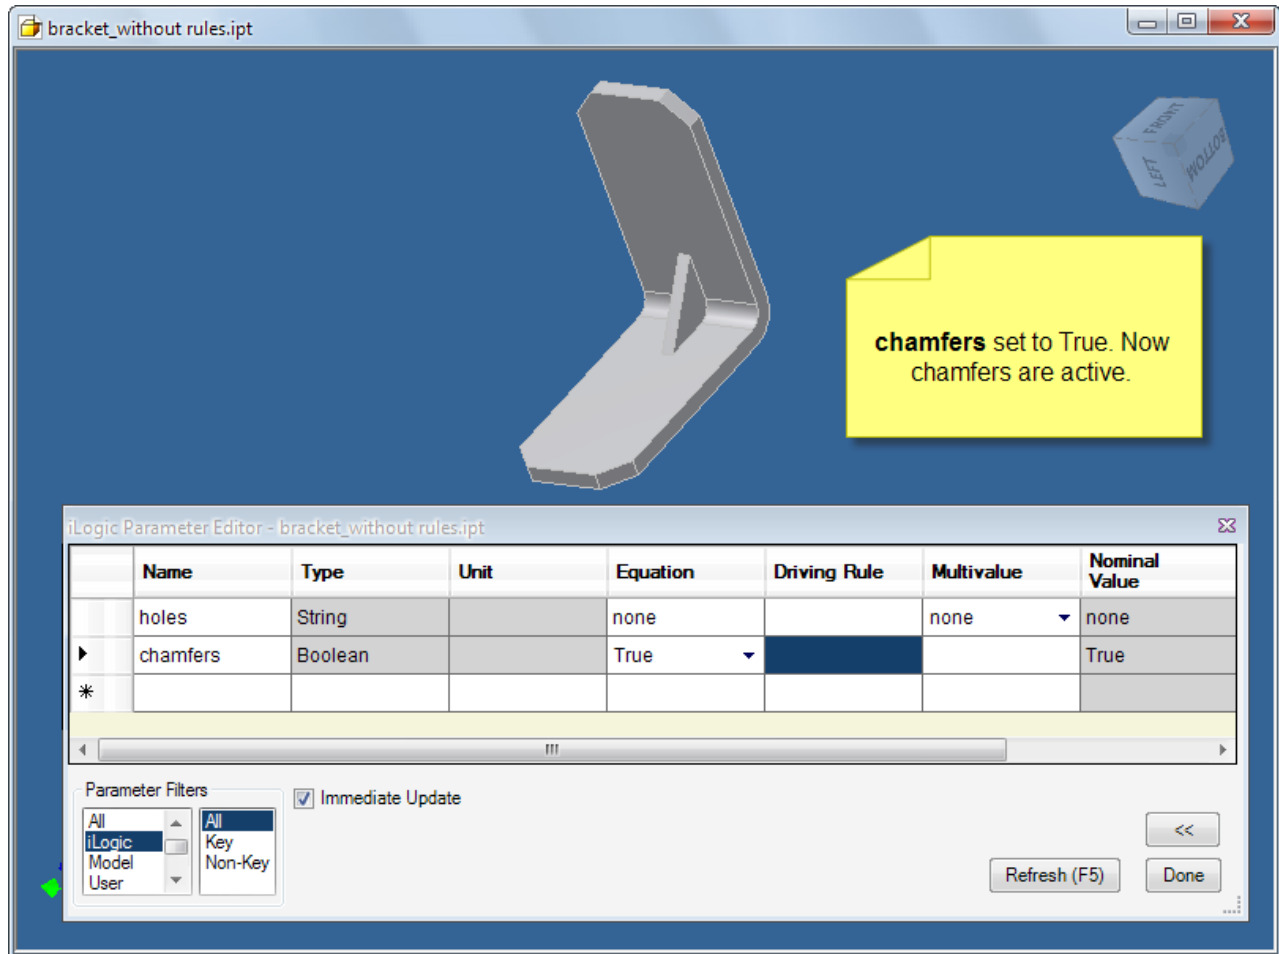 bracket_without rules.ipt
FRONT
LEFT
BOTTOM
chamfers set to True. Now
chamfers are active.
iLogic Parameter Editor - bracket_without rules.ipt
Name Type Unit Equation Driving Rule Multivalue Nominal
Value
holes String none none none
chamfers Boolean True True
Parameter Filters
Immediate Update
All All
iLogic Key
Model Non-Key
User
<<
Refresh (F5) Done